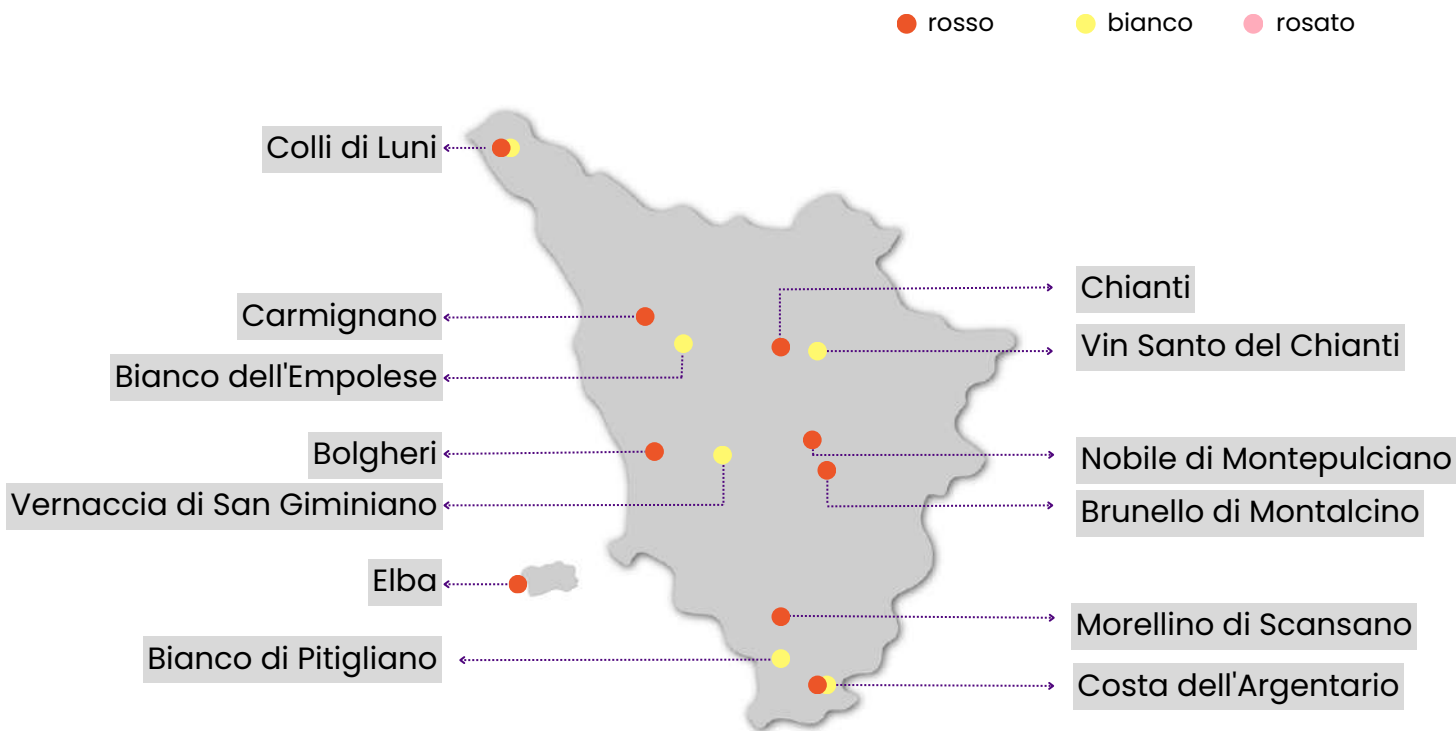 rosso
bianco
rosato
Colli di Luni
Carmignano
Bianco dell'Empolese
Bolgheri
Vernaccia di San Giminiano
Elba
Bianco di Pitigliano
Chianti
Vin Santo del Chianti
Nobile di Montepulciano
Brunello di Montalcino
Morellino di Scansano
Costa dell'Argentario